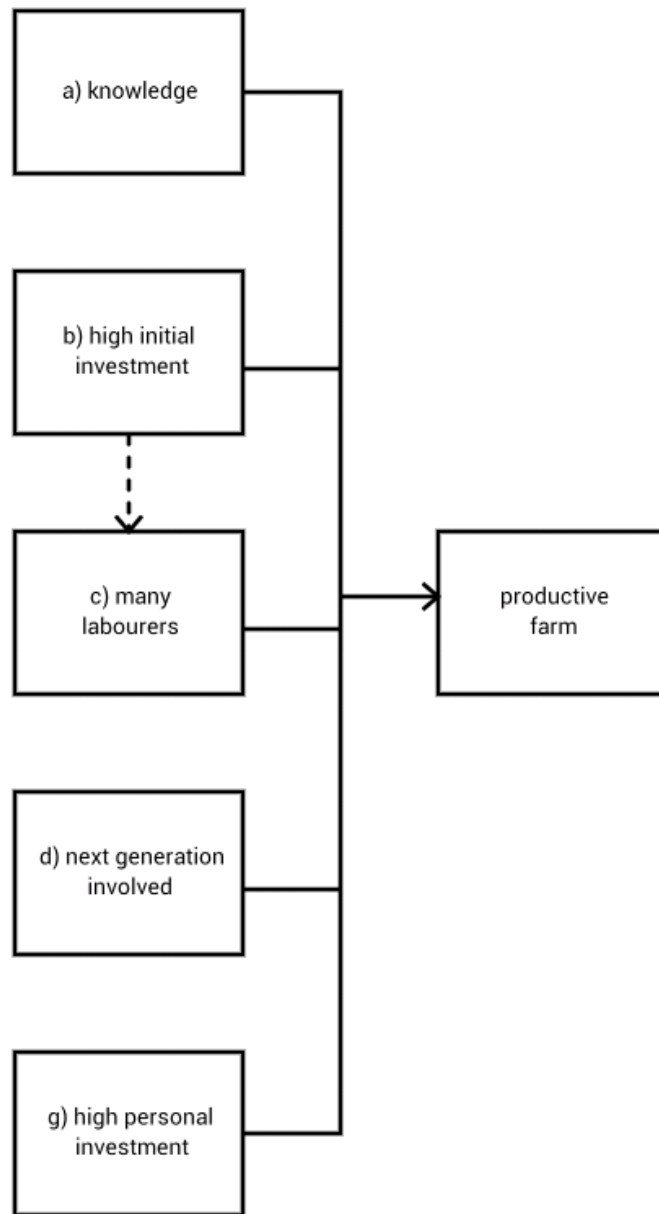 a) knowledge
b) high initial
investment
c) many
labourers
productive
farm
d) next generation
involved
g) high personal
investment